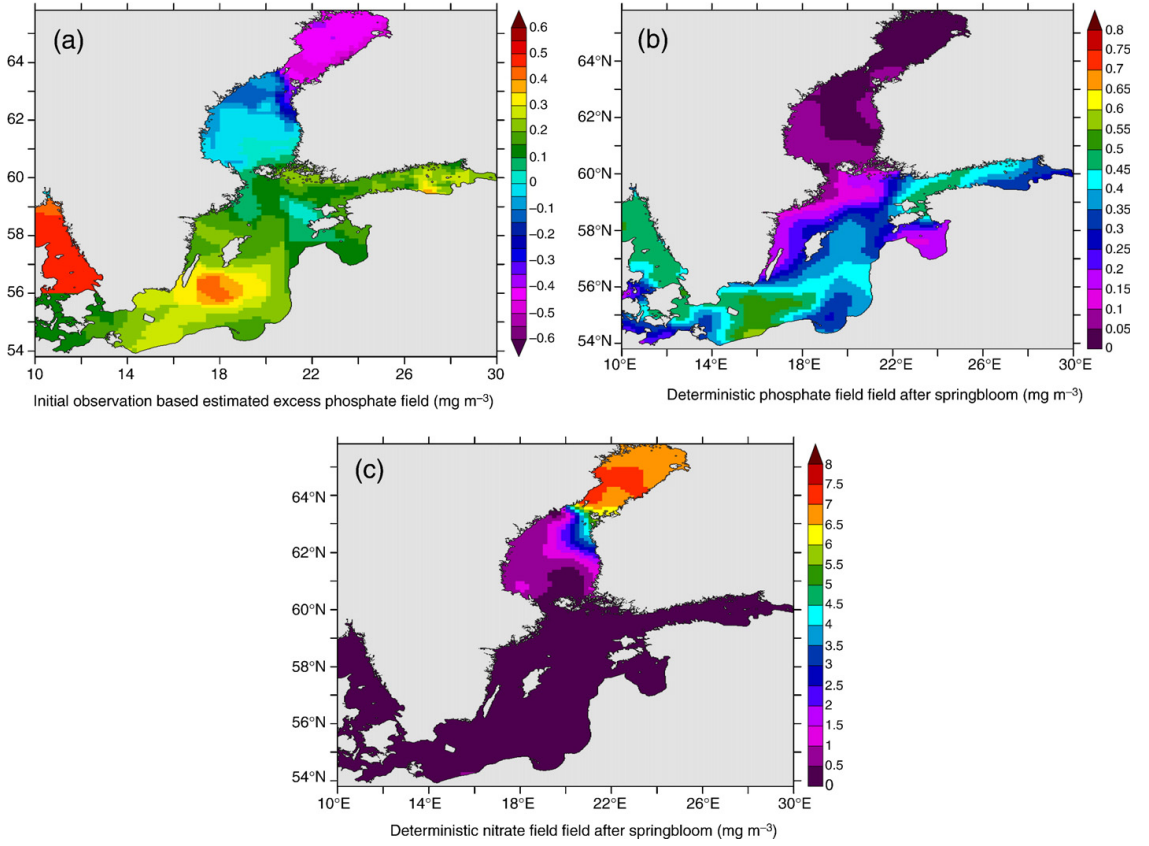 (a)
64
62
60
58
56
54
10
14
18
22
26
30
0.6
0.5
0.4
0.3
0.2
0.1
0
−0.1
−0.2
−0.3
−0.4
−0.5
−0.6
Initial observation based estimated excess phosphate field (mg m⁻³)
(b)
64°N
62°N
60°N
58°N
56°N
54°N
10°E
14°E
18°E
22°E
26°E
30°E
0.8
0.75
0.7
0.65
0.6
0.55
0.5
0.45
0.4
0.35
0.3
0.25
0.2
0.15
0.1
0.05
0
Deterministic phosphate field field after springbloom (mg m⁻³)
(c)
64°N
62°N
60°N
58°N
56°N
54°N
10°E
14°E
18°E
22°E
26°E
30°E
8
7.5
7
6.5
6
5.5
5
4.5
4
3.5
3
2.5
2
1.5
1
0.5
0
Deterministic nitrate field field after springbloom (mg m⁻³)